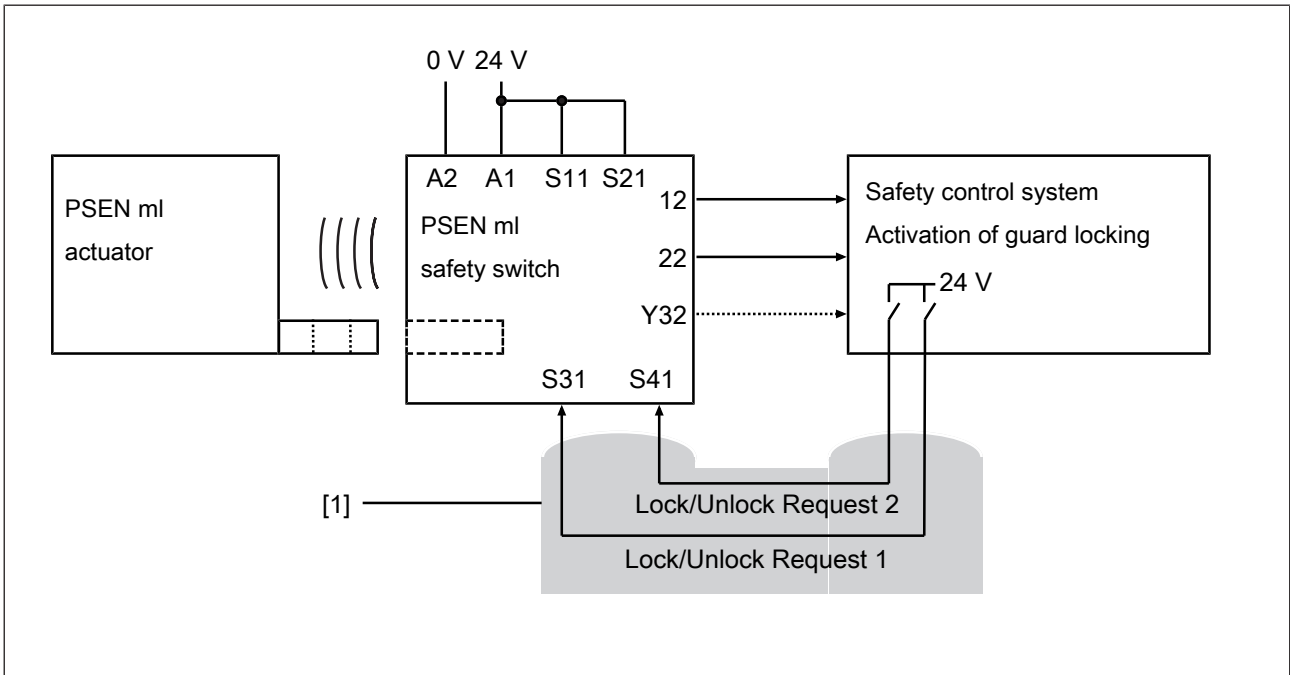 0 V 24 V
A2 A1 S11 S21
PSEN ml
actuator
PSEN ml
safety switch
12
22
Y32
S31 S41
Safety control system
Activation of guard locking
24 V
[1]
Lock/Unlock Request 2
Lock/Unlock Request 1